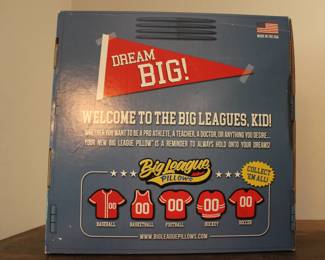 MADE IN THE USA
DREAM
BIG!
WELCOME TO THE BIG LEAGUES, KID!
WHETHER YOU WANT TO BE A PRO ATHLETE, A TEACHER, A DOCTOR, OR ANYTHING YOU DESIRE...
YOUR NEW BIG LEAGUE PILLOW™ IS A REMINDER TO ALWAYS HOLD ONTO YOUR DREAMS!
Big League
PILLOWS
COLLECT
'EM ALL!
00 00 00 00 00
BASEBALL BASKETBALL FOOTBALL HOCKEY SOCCER
WWW.BIGLEAGUEPILLOWS.COM